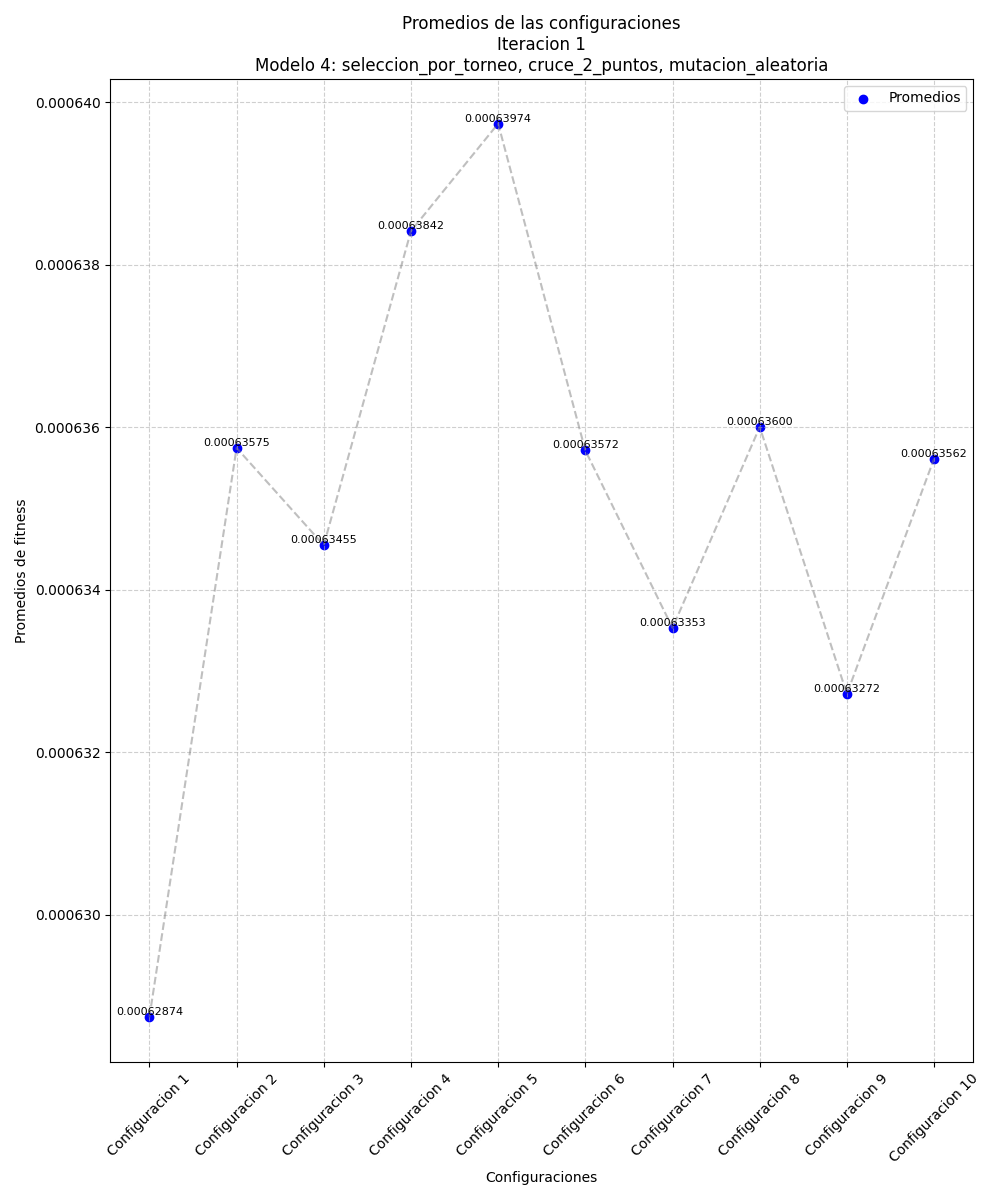 Promedios de las configuraciones
Iteracion 1
Modelo 4: seleccion_por_torneo, cruce_2_puntos, mutacion_aleatoria
Promedios
0.000640
0.000638
0.000636
0.000634
0.000632
0.000630
Promedios de fitness
0.00062874
0.00063575
0.00063455
0.00063842
0.00063974
0.00063572
0.00063353
0.00063600
0.00063272
0.00063562
Configuracion 1
Configuracion 2
Configuracion 3
Configuracion 4
Configuracion 5
Configuracion 6
Configuracion 7
Configuracion 8
Configuracion 9
Configuracion 10
Configuraciones